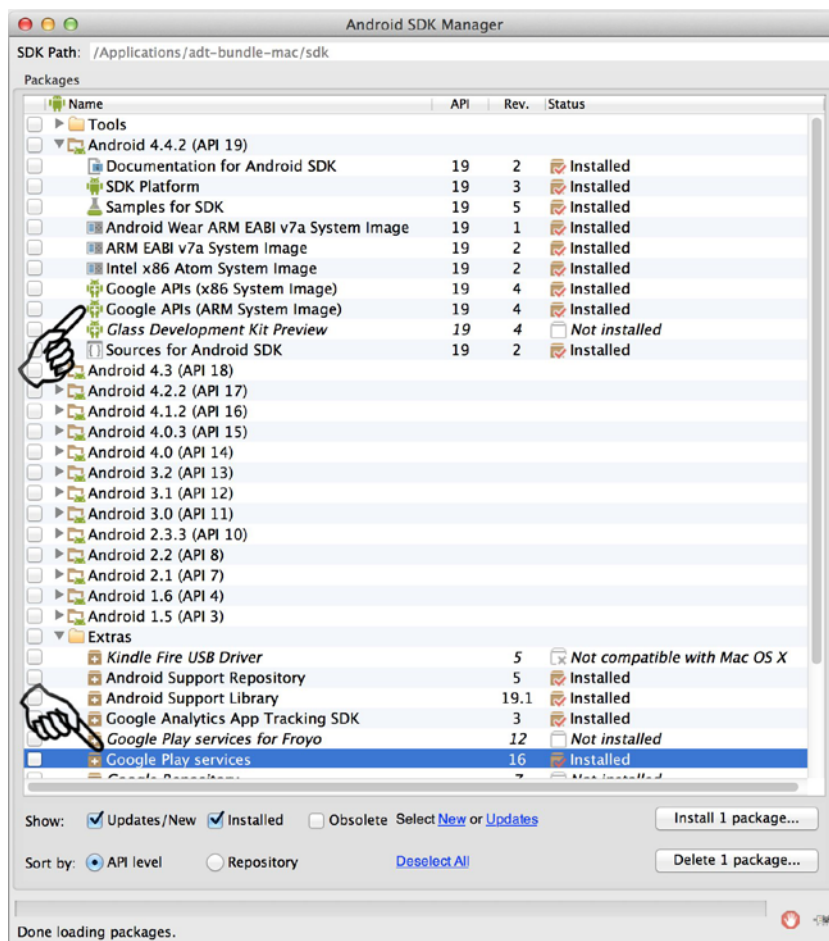 Android SDK Manager
SDK Path: /Applications/adt-bundle-mac/sdk
Packages
Name API Rev. Status
Tools
Android 4.4.2 (API 19)
Documentation for Android SDK 19 2 Installed
SDK Platform 19 3 Installed
Samples for SDK 19 5 Installed
Android Wear ARM EABI v7a System Image 19 1 Installed
ARM EABI v7a System Image 19 2 Installed
Intel x86 Atom System Image 19 2 Installed
Google APIs (x86 System Image) 19 4 Installed
Google APIs (ARM System Image) 19 4 Installed
Glass Development Kit Preview 19 4 Not installed
Sources for Android SDK 19 2 Installed
Android 4.3 (API 18)
Android 4.2.2 (API 17)
Android 4.1.2 (API 16)
Android 4.0.3 (API 15)
Android 4.0 (API 14)
Android 3.2 (API 13)
Android 3.1 (API 12)
Android 3.0 (API 11)
Android 2.3.3 (API 10)
Android 2.2 (API 8)
Android 2.1 (API 7)
Android 1.6 (API 4)
Android 1.5 (API 3)
Extras
Kindle Fire USB Driver 5 Not compatible with Mac OS X
Android Support Repository 5 Installed
Android Support Library 19.1 Installed
Google Analytics App Tracking SDK 3 Installed
Google Play services for Froyo 12 Not installed
Google Play services 16 Installed
Google Repository 7 Not installed
Show: Updates/New Installed Obsolete Select New or Updates Install 1 package...
Sort by: API level Repository Deselect All Delete 1 package...
Done loading packages.